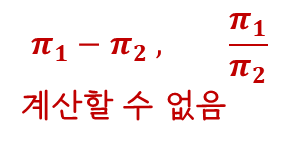 π₁ − π₂ , π₁/π₂
계산할 수 없음